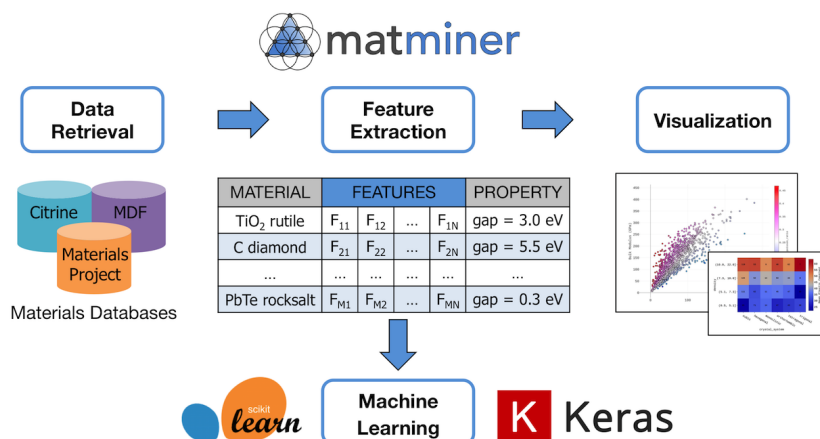 matminer
Data
Retrieval
Feature
Extraction
Visualization
Citrine
MDF
Materials
Project
Materials Databases
MATERIAL FEATURES PROPERTY
TiO₂ rutile F₁₁ F₁₂ ... F₁N gap = 3.0 eV
C diamond F₂₁ F₂₂ ... F₂N gap = 5.5 eV
... ... ... ... ... ...
PbTe rocksalt FM₁ FM₂ ... FMN gap = 0.3 eV
scikit
learn
Machine
Learning
K Keras